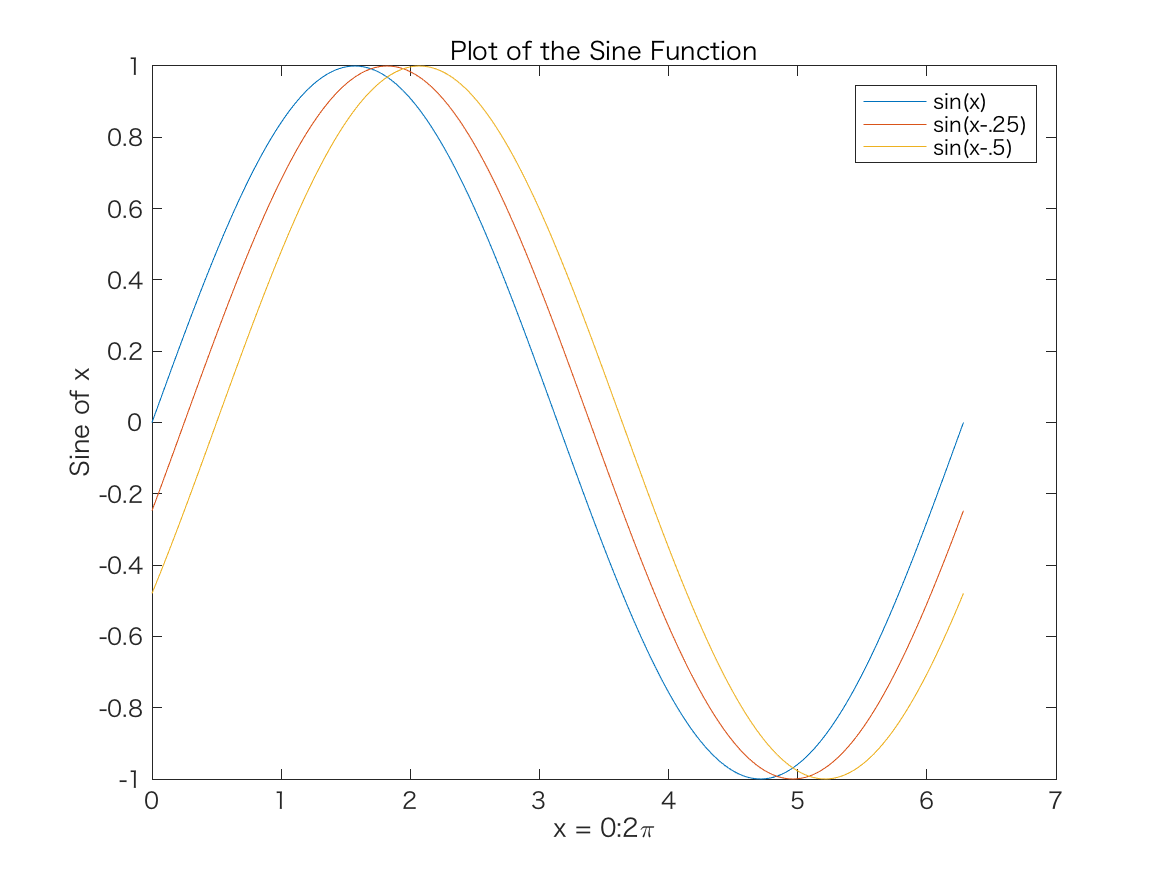 Plot of the Sine Function
sin(x)
sin(x-.25)
sin(x-.5)
1
0.8
0.6
0.4
0.2
0
-0.2
-0.4
-0.6
-0.8
-1
Sine of x
0 1 2 3 4 5 6 7
x = 0:2π